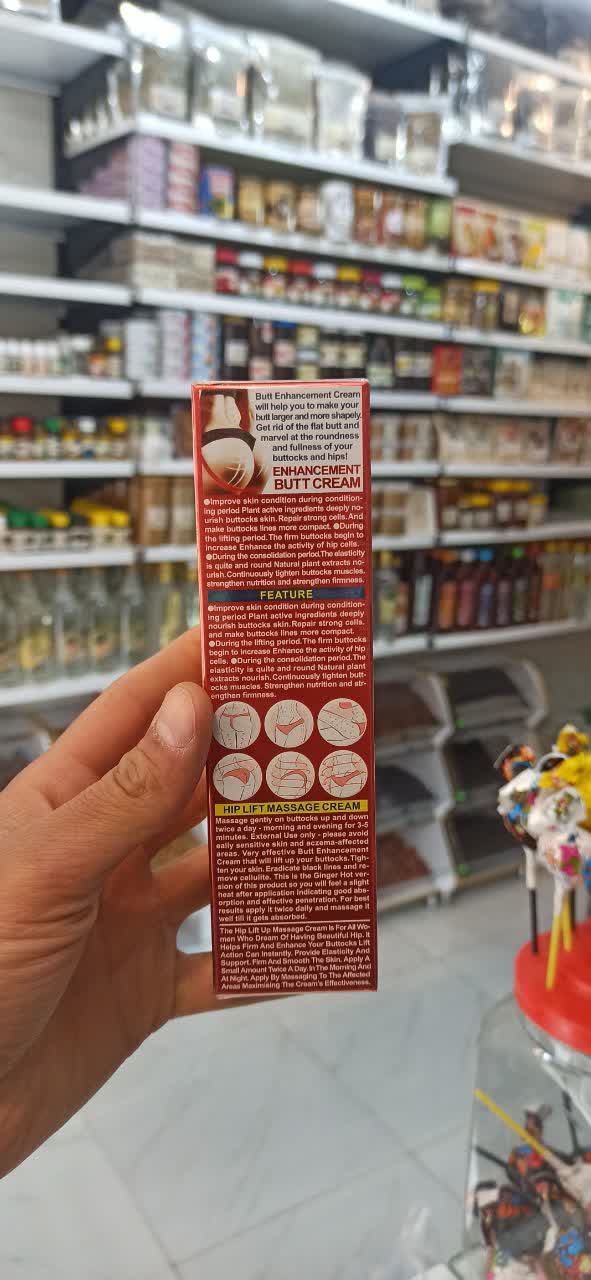 Butt Enhancement Cream
will help you to make your
butt larger and more shapely.
Get rid of the flat butt and
marvel at the roundness
and fullness of your
buttocks and hips!
ENHANCEMENT
BUTT CREAM
●Improve skin condition during condition-
ing period Plant active ingredients deeply no-
urish buttocks skin. Repair strong cells. And
make buttocks lines more compact. ●During
the lifting period. The firm buttocks begin to
increase Enhance the activity of hip cells.
●During the consolidation period. The elasticity
is quite and round Natural plant extracts no-
urish. Continuously tighten buttocks muscles.
strengthen nutrition and strengthen firmness.
FEATURE
●Improve skin condition during condition-
ing period Plant active ingredients deeply
nourish buttocks skin. Repair strong cells.
and make buttocks lines more compact.
●During the lifting period. The firm buttocks
begin to increase Enhance the activity of hip
cells. ●During the consolidation period. The
elasticity is quite and round Natural plant
extracts nourish. Continuously tighten butt-
ocks muscles. Strengthen nutrition and str-
engthen firmness.
HIP LIFT MASSAGE CREAM
Massage gently on buttocks up and down
twice a day - morning and evening for 3-5
minutes. External Use only - please avoid
eaily sensitive skin and eczema-affected
areas. Very effective Butt Enhancement
Cream that will lift up your buttocks. Tigh-
ten your skin. Eradicate black lines and re-
move cellulite. This is the Ginger Hot ver-
sion of this product so you will feel a slight
heat after application indicating good abs-
orption and effective penetration. For best
results apply it twice daily and massage it
well till it gets absorbed.
The Hip Lift Up Massage Cream Is For All Wo-
men Who Dream Of Having Beautiful Hip. It
Helps Firm And Enhance Your Buttocks Lift
Action Can Instantly. Provide Elasticity And
Support. Firm And Smooth The Skin. Apply A
Small Amount Twice A Day. In The Morning And
At Night. Apply By Massaging To The Affected
Areas Maximising The Cream's Effectiveness.